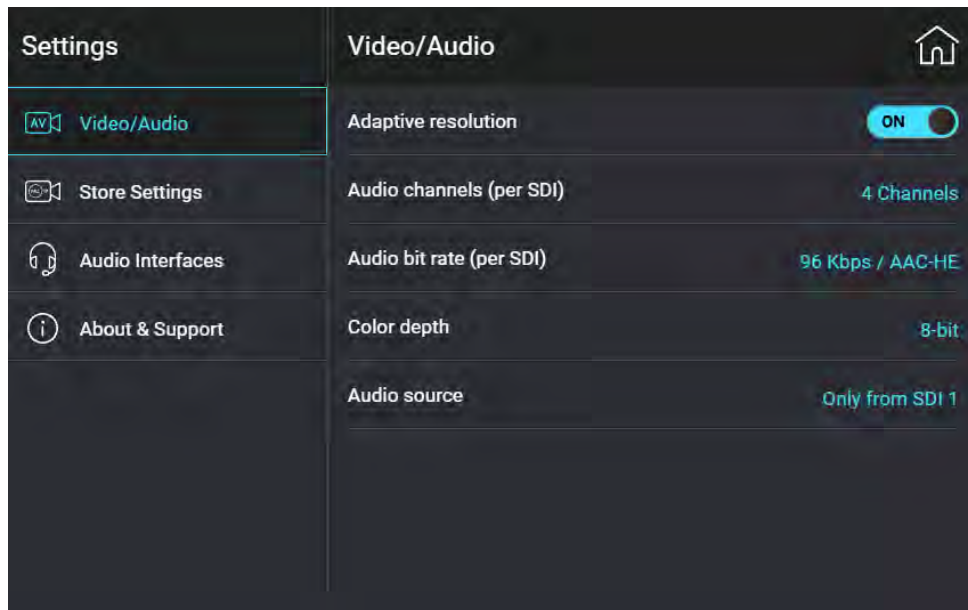 Settings
Video/Audio
AV
Video/Audio
Adaptive resolution
ON
Store Settings
Audio channels (per SDI)
4 Channels
Audio Interfaces
Audio bit rate (per SDI)
96 Kbps / AAC-HE
About & Support
Color depth
8-bit
Audio source
Only from SDI 1